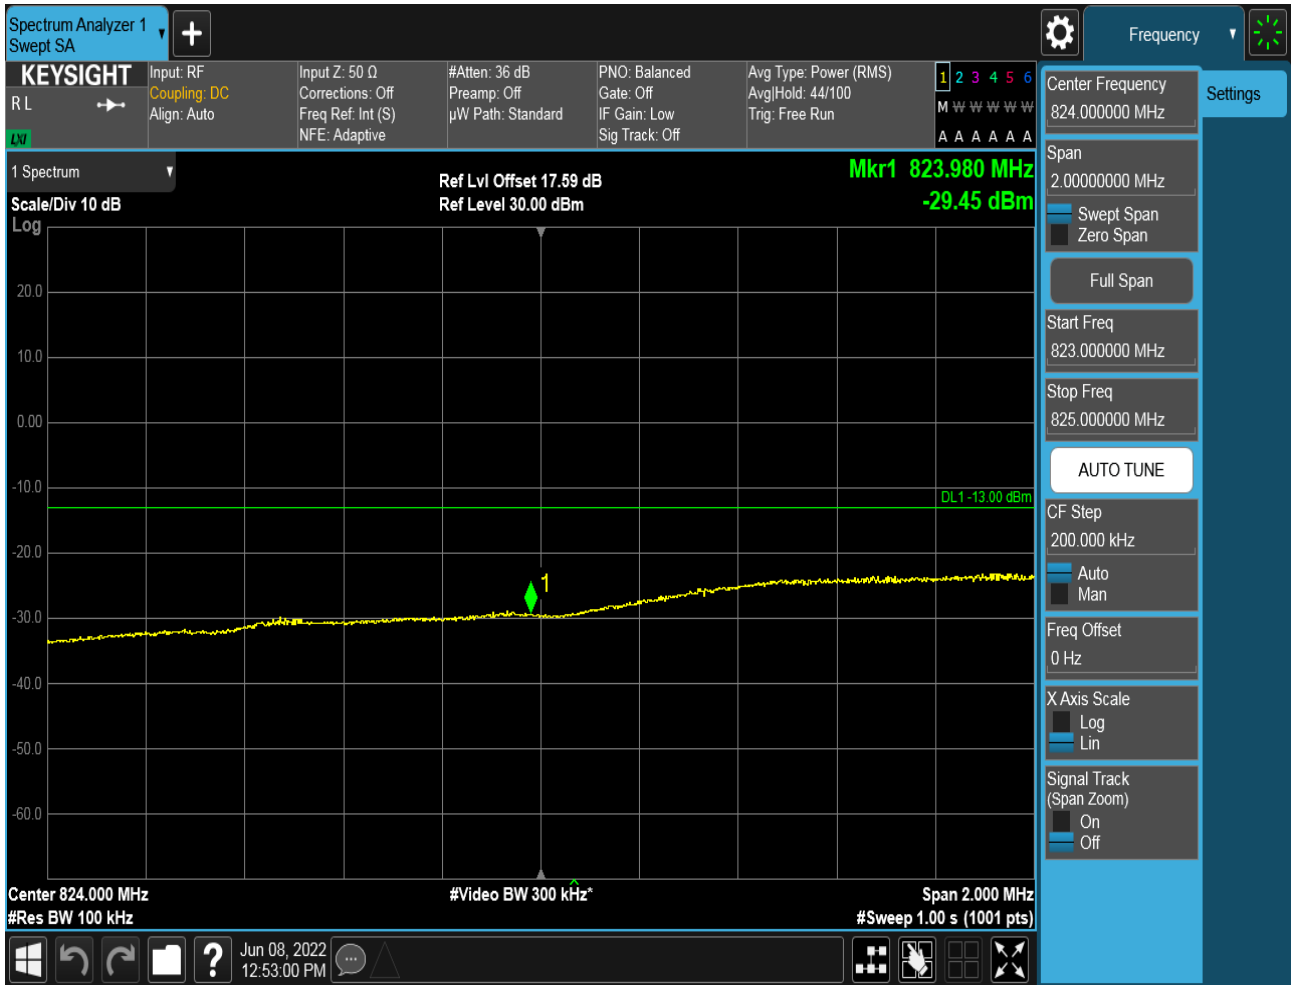 Spectrum Analyzer 1
Swept SA
Frequency
KEYSIGHT
R L
LXI
Input: RF
Coupling: DC
Align: Auto
Input Z: 50 Ω
Corrections: Off
Freq Ref: Int (S)
NFE: Adaptive
#Atten: 36 dB
Preamp: Off
µW Path: Standard
PNO: Balanced
Gate: Off
IF Gain: Low
Sig Track: Off
Avg Type: Power (RMS)
Avg|Hold: 44/100
Trig: Free Run
1 2 3 4 5 6
M W W W W W
A A A A A A
1 Spectrum
Scale/Div 10 dB
Log
Ref Lvl Offset 17.59 dB
Ref Level 30.00 dBm
Mkr1 823.980 MHz
-29.45 dBm
20.0
10.0
0.00
-10.0
-20.0
-30.0
-40.0
-50.0
-60.0
DL1 -13.00 dBm
1
Center 824.000 MHz
#Res BW 100 kHz
#Video BW 300 kHz*
Span 2.000 MHz
#Sweep 1.00 s (1001 pts)
Center Frequency
824.000000 MHz
Span
2.00000000 MHz
Swept Span
Zero Span
Full Span
Start Freq
823.000000 MHz
Stop Freq
825.000000 MHz
AUTO TUNE
CF Step
200.000 kHz
Auto
Man
Freq Offset
0 Hz
X Axis Scale
Log
Lin
Signal Track
(Span Zoom)
On
Off
Settings
?
Jun 08, 2022
12:53:00 PM